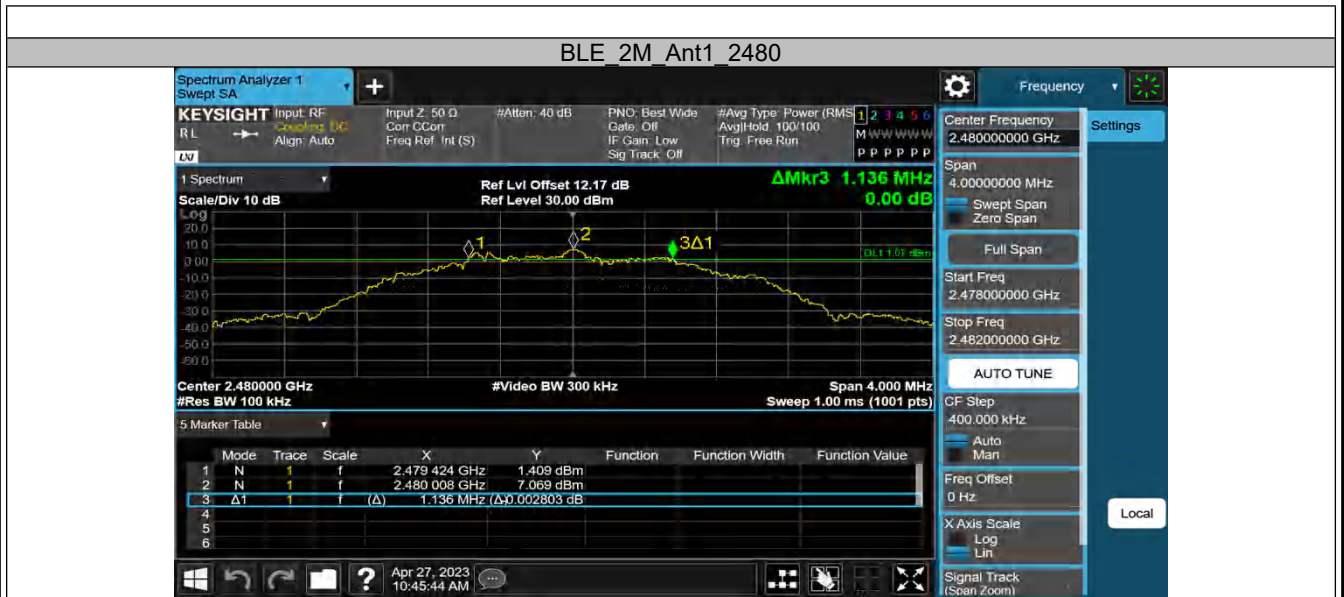 BLE_2M_Ant1_2480
Spectrum Analyzer 1
Swept SA
+
Frequency
KEYSIGHT
R L
LXI
Input: RF
Coupling: DC
Align: Auto
Input Z: 50 Ω
Corr CCorr
Freq Ref: Int (S)
#Atten: 40 dB
PNO: Best Wide
Gate: Off
IF Gain: Low
Sig Track: Off
#Avg Type: Power (RMS
Avg|Hold: 100/100
Trig: Free Run
1 2 3 4 5 6
M W W W W W
P P P P P P
1 Spectrum
Scale/Div 10 dB
Ref Lvl Offset 12.17 dB
Ref Level 30.00 dBm
ΔMkr3 1.136 MHz
0.00 dB
Log
20.0
10.0
0.00
-10.0
-20.0
-30.0
-40.0
-50.0
-60.0
1
2
3Δ1
DL1 1.07 dBm
Center 2.480000 GHz
#Res BW 100 kHz
#Video BW 300 kHz
Span 4.000 MHz
Sweep 1.00 ms (1001 pts)
5 Marker Table
Mode Trace Scale X Y Function Function Width Function Value
1 N 1 f 2.479 424 GHz 1.409 dBm
2 N 1 f 2.480 008 GHz 7.069 dBm
3 Δ1 1 f (Δ) 1.136 MHz (Δ) 0.002803 dB
4
5
6
Apr 27, 2023
10:45:44 AM
Center Frequency
2.480000000 GHz
Settings
Span
4.00000000 MHz
Swept Span
Zero Span
Full Span
Start Freq
2.478000000 GHz
Stop Freq
2.482000000 GHz
AUTO TUNE
CF Step
400.000 kHz
Auto
Man
Freq Offset
0 Hz
X Axis Scale
Log
Lin
Signal Track
(Span Zoom)
Local